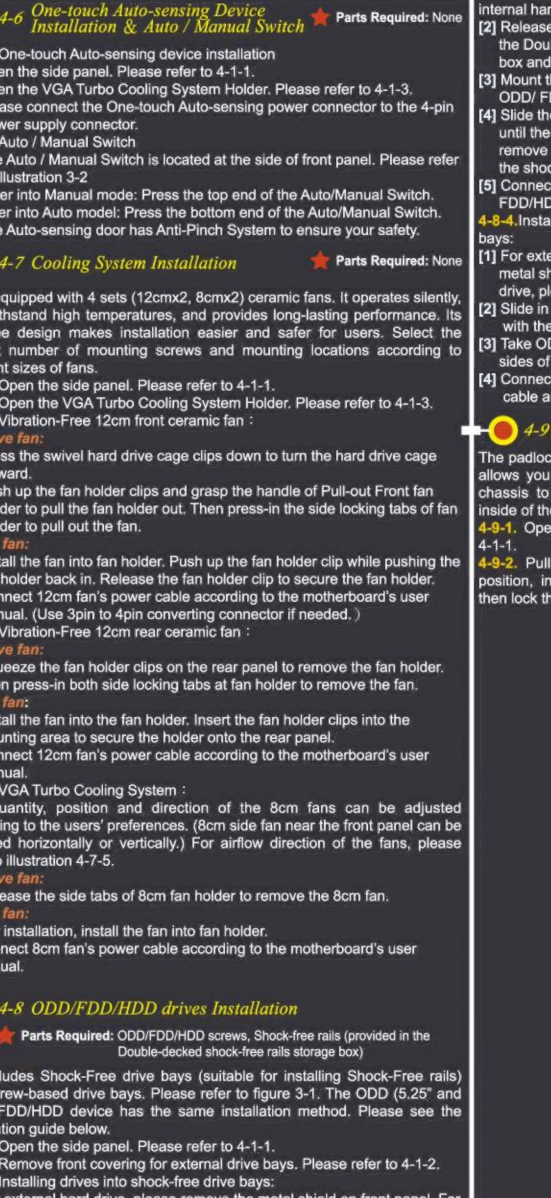 4-6 One-touch Auto-sensing Device
Installation & Auto / Manual Switch
Parts Required: None
One-touch Auto-sensing device installation
en the side panel. Please refer to 4-1-1.
en the VGA Turbo Cooling System Holder. Please refer to 4-1-3.
ase connect the One-touch Auto-sensing power connector to the 4-pin
wer supply connector.
Auto / Manual Switch
e Auto / Manual Switch is located at the side of front panel. Please refer
illustration 3-2
er into Manual mode: Press the top end of the Auto/Manual Switch.
er into Auto model: Press the bottom end of the Auto/Manual Switch.
e Auto-sensing door has Anti-Pinch System to ensure your safety.
4-7 Cooling System Installation
Parts Required: None
quipped with 4 sets (12cmx2, 8cmx2) ceramic fans. It operates silently,
thstand high temperatures, and provides long-lasting performance. Its
e design makes installation easier and safer for users. Select the
number of mounting screws and mounting locations according to
nt sizes of fans.
Open the side panel. Please refer to 4-1-1.
Open the VGA Turbo Cooling System Holder. Please refer to 4-1-3.
Vibration-Free 12cm front ceramic fan :
ve fan:
ss the swivel hard drive cage clips down to turn the hard drive cage
ward.
sh up the fan holder clips and grasp the handle of Pull-out Front fan
der to pull the fan holder out. Then press-in the side locking tabs of fan
der to pull out the fan.
fan:
all the fan into fan holder. Push up the fan holder clip while pushing the
holder back in. Release the fan holder clip to secure the fan holder.
nnect 12cm fan's power cable according to the motherboard's user
nual. (Use 3pin to 4pin converting connector if needed. )
Vibration-Free 12cm rear ceramic fan :
ve fan:
ueeze the fan holder clips on the rear panel to remove the fan holder.
n press-in both side locking tabs at fan holder to remove the fan.
fan:
all the fan into the fan holder. Insert the fan holder clips into the
unting area to secure the holder onto the rear panel.
nnect 12cm fan's power cable according to the motherboard's user
nual.
VGA Turbo Cooling System :
uantity, position and direction of the 8cm fans can be adjusted
ing to the users' preferences. (8cm side fan near the front panel can be
ed horizontally or vertically.) For airflow direction of the fans, please
o illustration 4-7-5.
ve fan:
ease the side tabs of 8cm fan holder to remove the 8cm fan.
fan:
installation, install the fan into fan holder.
nect 8cm fan's power cable according to the motherboard's user
ual.
4-8 ODD/FDD/HDD drives Installation
Parts Required: ODD/FDD/HDD screws, Shock-free rails (provided in the
Double-decked shock-free rails storage box)
ludes Shock-Free drive bays (suitable for installing Shock-Free rails)
rew-based drive bays. Please refer to figure 3-1. The ODD (5.25" and
FDD/HDD device has the same installation method. Please see the
tion guide below.
Open the side panel. Please refer to 4-1-1.
Remove front covering for external drive bays. Please refer to 4-1-2.
Installing drives into shock-free drive bays:
external hard drive, please remove the metal shield on front panel. For
internal har
[2] Release
the Dou
box and
[3] Mount t
ODD/ F
[4] Slide the
until the
remove
the shoc
[5] Connec
FDD/HD
4-8-4.Insta
bays:
[1] For exte
metal sh
drive, pl
[2] Slide in
with the
[3] Take OD
sides of
[4] Connec
cable a
4-9
The padloc
allows you
chassis to
inside of the
4-9-1. Ope
4-1-1.
4-9-2. Pull
position, in
then lock th